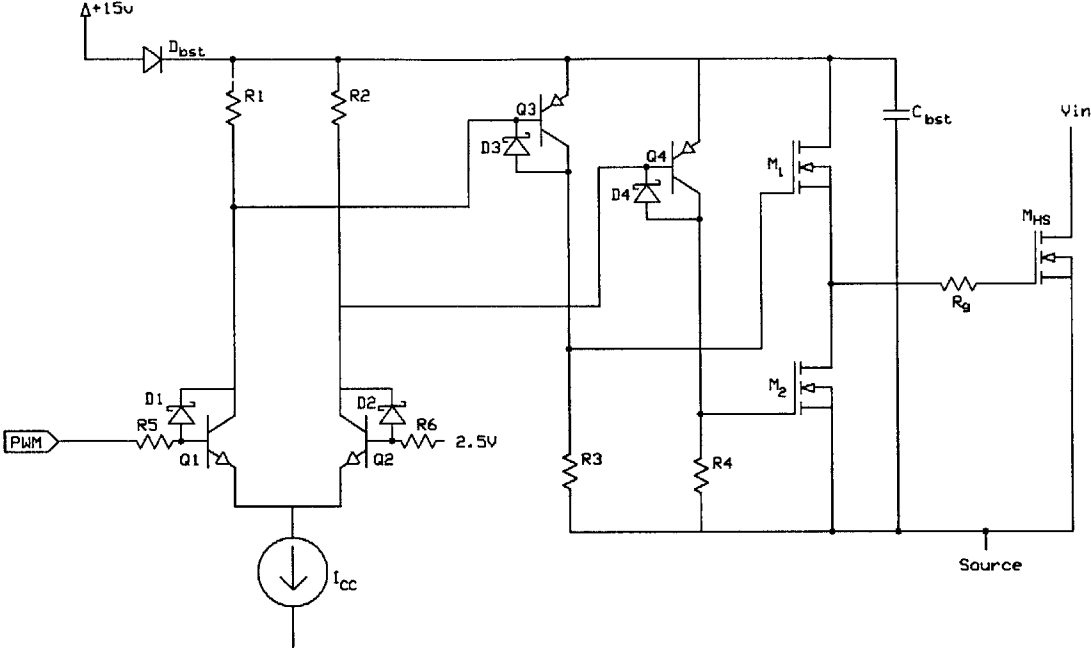 +15v
Dbst
R1
R2
Q3
D3
Q4
D4
M1
Cbst
Vin
MHS
Rg
D1
R5
PWM
Q1
D2
R6
2.5V
Q2
M2
R3
R4
Source
ICC